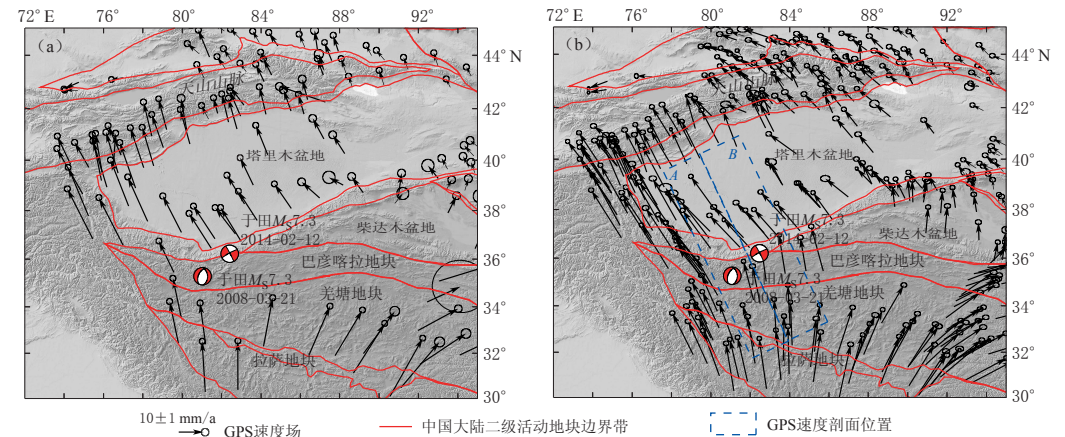 72° E 76° 80° 84° 88° 92°
(a)
44° N
天山山脉
42°
塔里木盆地
40°
38°
于田Ms7.3
2014-02-12
柴达木盆地
36°
巴彦喀拉地块
于田Ms7.3
2008-03-21
羌塘地块
34°
拉萨地块
32°
30°
72° E 76° 80° 84° 88° 92°
(b)
44° N
42°
B
塔里木盆地
40°
A
38°
于田Ms7.3
2014-02-12
柴达木盆地
36°
巴彦喀拉地块
于田Ms7.3
2008-03-21
羌塘地块
34°
拉萨地块
32°
30°
10±1 mm/a
GPS速度场
中国大陆二级活动地块边界带
GPS速度剖面位置